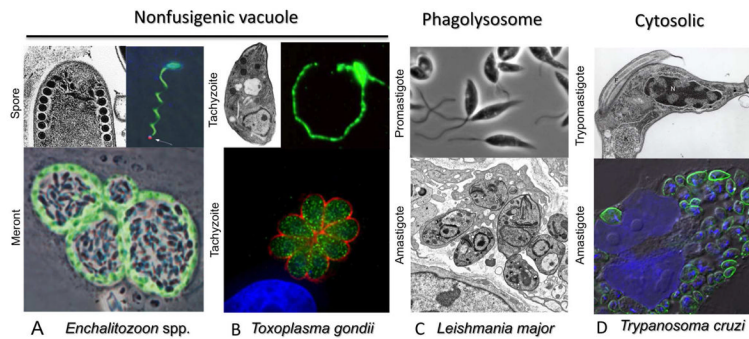 Nonfusigenic vacuole
Phagolysosome
Cytosolic
Spore
Tachyzoite
Promastigote
Trypomastigote
N
Meront
Tachyzoite
Amastigote
Amastigote
A Enchalitozoon spp.
B Toxoplasma gondii
C Leishmania major
D Trypanosoma cruzi